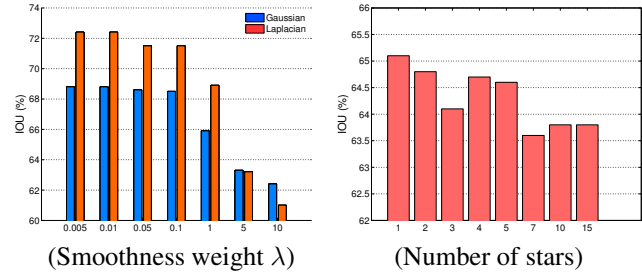 74
72
70
68
66
64
62
60
IOU (%)
Gaussian
Laplacian
0.005 0.01 0.05 0.1 1 5 10
(Smoothness weight λ)
66
65.5
65
64.5
64
63.5
63
62.5
62
IOU (%)
1 2 3 4 5 7 10 15
(Number of stars)